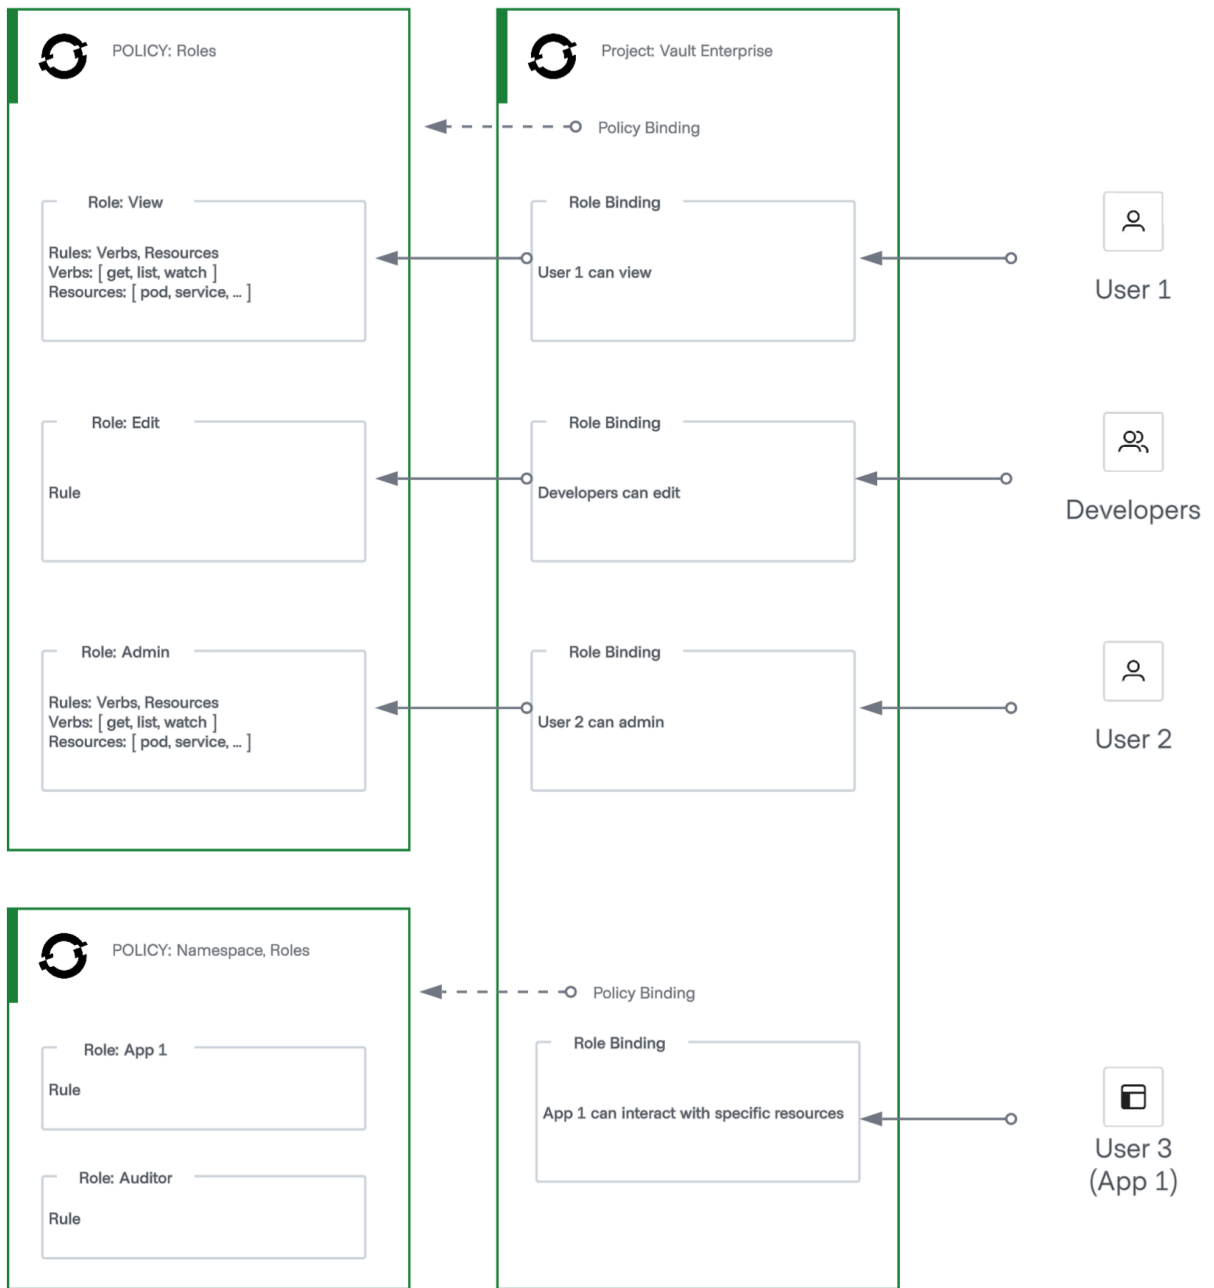 POLICY: Roles
Role: View
Rules: Verbs, Resources
Verbs: [ get, list, watch ]
Resources: [ pod, service, ... ]
Role: Edit
Rule
Role: Admin
Rules: Verbs, Resources
Verbs: [ get, list, watch ]
Resources: [ pod, service, ... ]
POLICY: Namespace, Roles
Role: App 1
Rule
Role: Auditor
Rule
Project: Vault Enterprise
Policy Binding
Role Binding
User 1 can view
Role Binding
Developers can edit
Role Binding
User 2 can admin
Policy Binding
Role Binding
App 1 can interact with specific resources
User 1
Developers
User 2
User 3
(App 1)